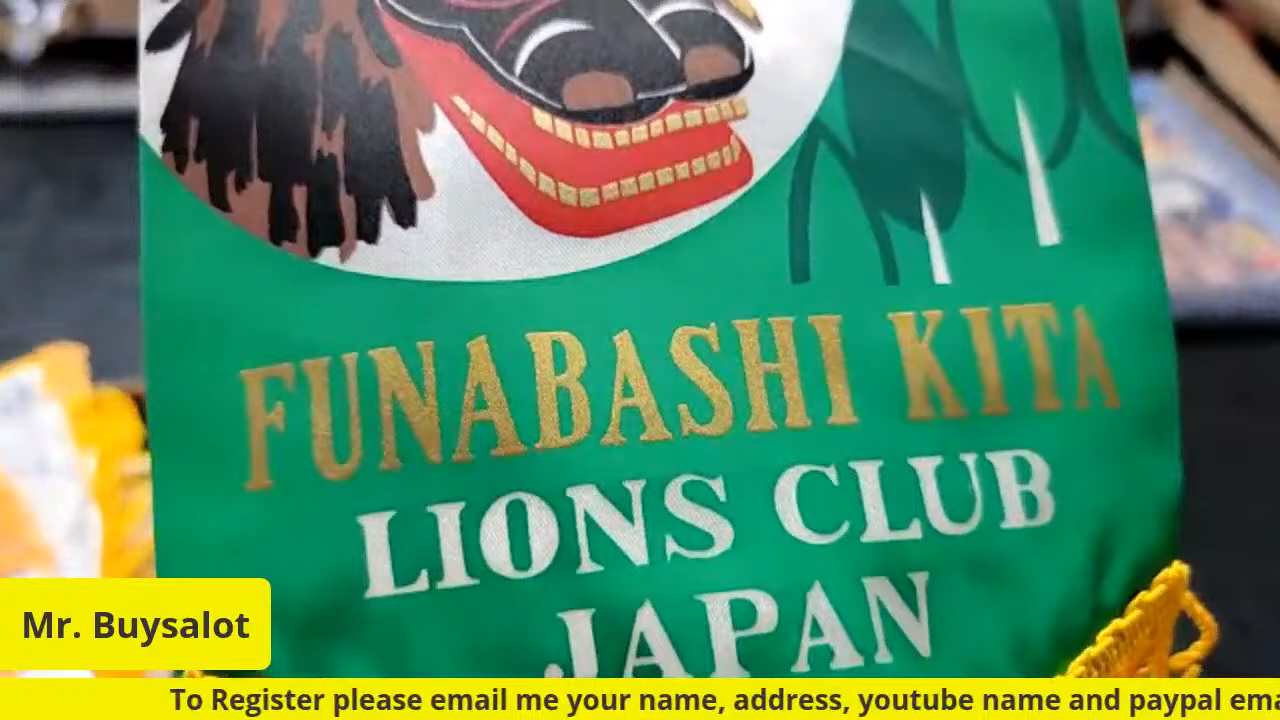 FUNABASHI KITA
LIONS CLUB
JAPAN
Mr. Buysalot
To Register please email me your name, address, youtube name and paypal ema